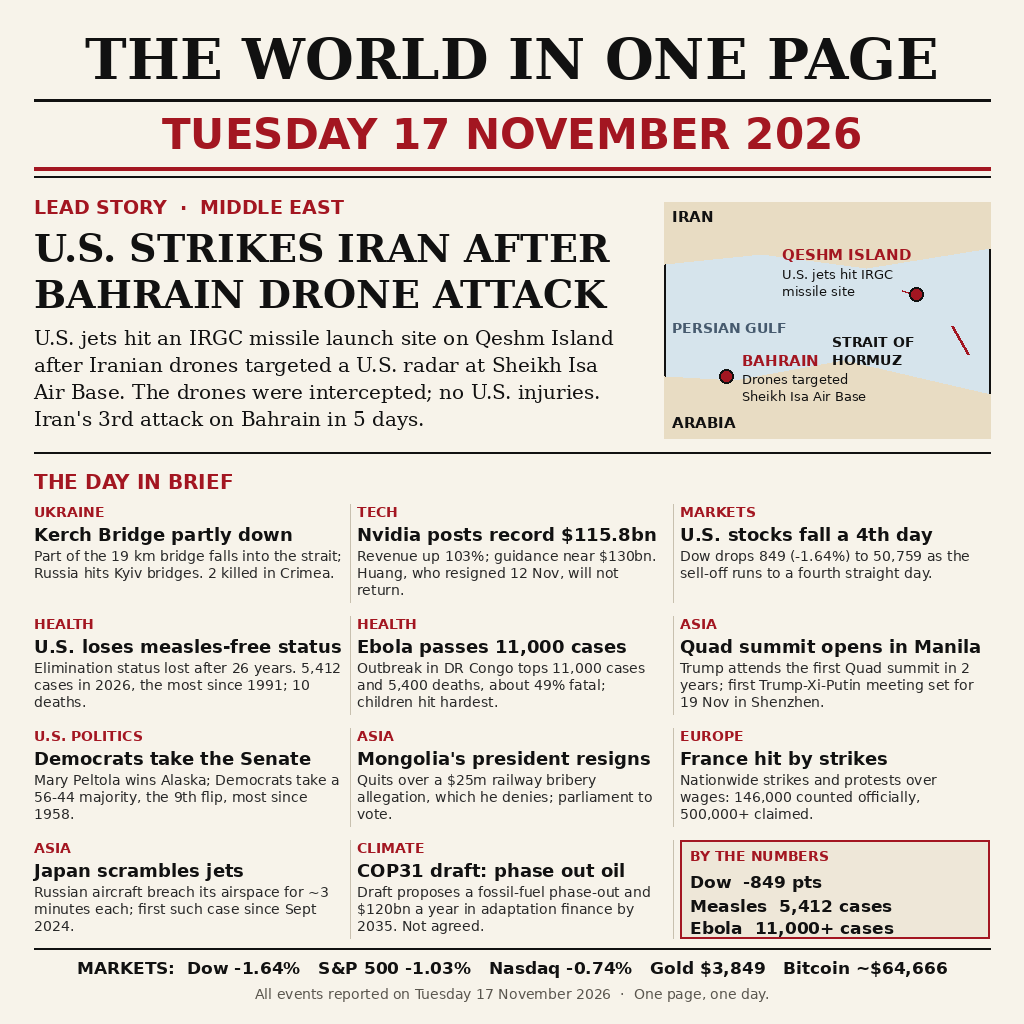 THE WORLD IN ONE PAGE
TUESDAY 17 NOVEMBER 2026
LEAD STORY · MIDDLE EAST
U.S. STRIKES IRAN AFTER
BAHRAIN DRONE ATTACK
U.S. jets hit an IRGC missile launch site on Qeshm Island
after Iranian drones targeted a U.S. radar at Sheikh Isa
Air Base. The drones were intercepted; no U.S. injuries.
Iran's 3rd attack on Bahrain in 5 days.
IRAN
QESHM ISLAND
U.S. jets hit IRGC
missile site
PERSIAN GULF
STRAIT OF
HORMUZ
BAHRAIN
Drones targeted
Sheikh Isa Air Base
ARABIA
THE DAY IN BRIEF
UKRAINE
Kerch Bridge partly down
Part of the 19 km bridge falls into the strait;
Russia hits Kyiv bridges. 2 killed in Crimea.
TECH
Nvidia posts record $115.8bn
Revenue up 103%; guidance near $130bn.
Huang, who resigned 12 Nov, will not
return.
MARKETS
U.S. stocks fall a 4th day
Dow drops 849 (-1.64%) to 50,759 as the
sell-off runs to a fourth straight day.
HEALTH
U.S. loses measles-free status
Elimination status lost after 26 years. 5,412
cases in 2026, the most since 1991; 10
deaths.
HEALTH
Ebola passes 11,000 cases
Outbreak in DR Congo tops 11,000 cases
and 5,400 deaths, about 49% fatal;
children hit hardest.
ASIA
Quad summit opens in Manila
Trump attends the first Quad summit in 2
years; first Trump-Xi-Putin meeting set for
19 Nov in Shenzhen.
U.S. POLITICS
Democrats take the Senate
Mary Peltola wins Alaska; Democrats take a
56-44 majority, the 9th flip, most since
1958.
ASIA
Mongolia's president resigns
Quits over a $25m railway bribery
allegation, which he denies; parliament to
vote.
EUROPE
France hit by strikes
Nationwide strikes and protests over
wages: 146,000 counted officially,
500,000+ claimed.
ASIA
Japan scrambles jets
Russian aircraft breach its airspace for ~3
minutes each; first such case since Sept
2024.
CLIMATE
COP31 draft: phase out oil
Draft proposes a fossil-fuel phase-out and
$120bn a year in adaptation finance by
2035. Not agreed.
BY THE NUMBERS
Dow -849 pts
Measles 5,412 cases
Ebola 11,000+ cases
MARKETS: Dow -1.64% S&P 500 -1.03% Nasdaq -0.74% Gold $3,849 Bitcoin ~$64,666
All events reported on Tuesday 17 November 2026 · One page, one day.